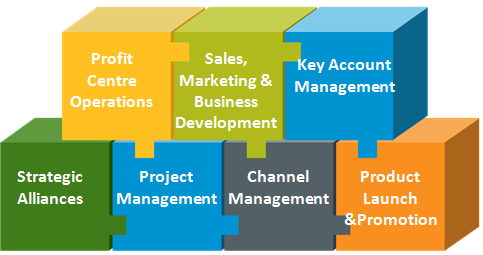 Profit
Centre
Operations
Sales,
Marketing &
Business
Development
Key Account
Management
Strategic
Alliances
Project
Management
Channel
Management
Product
Launch
&Promotion